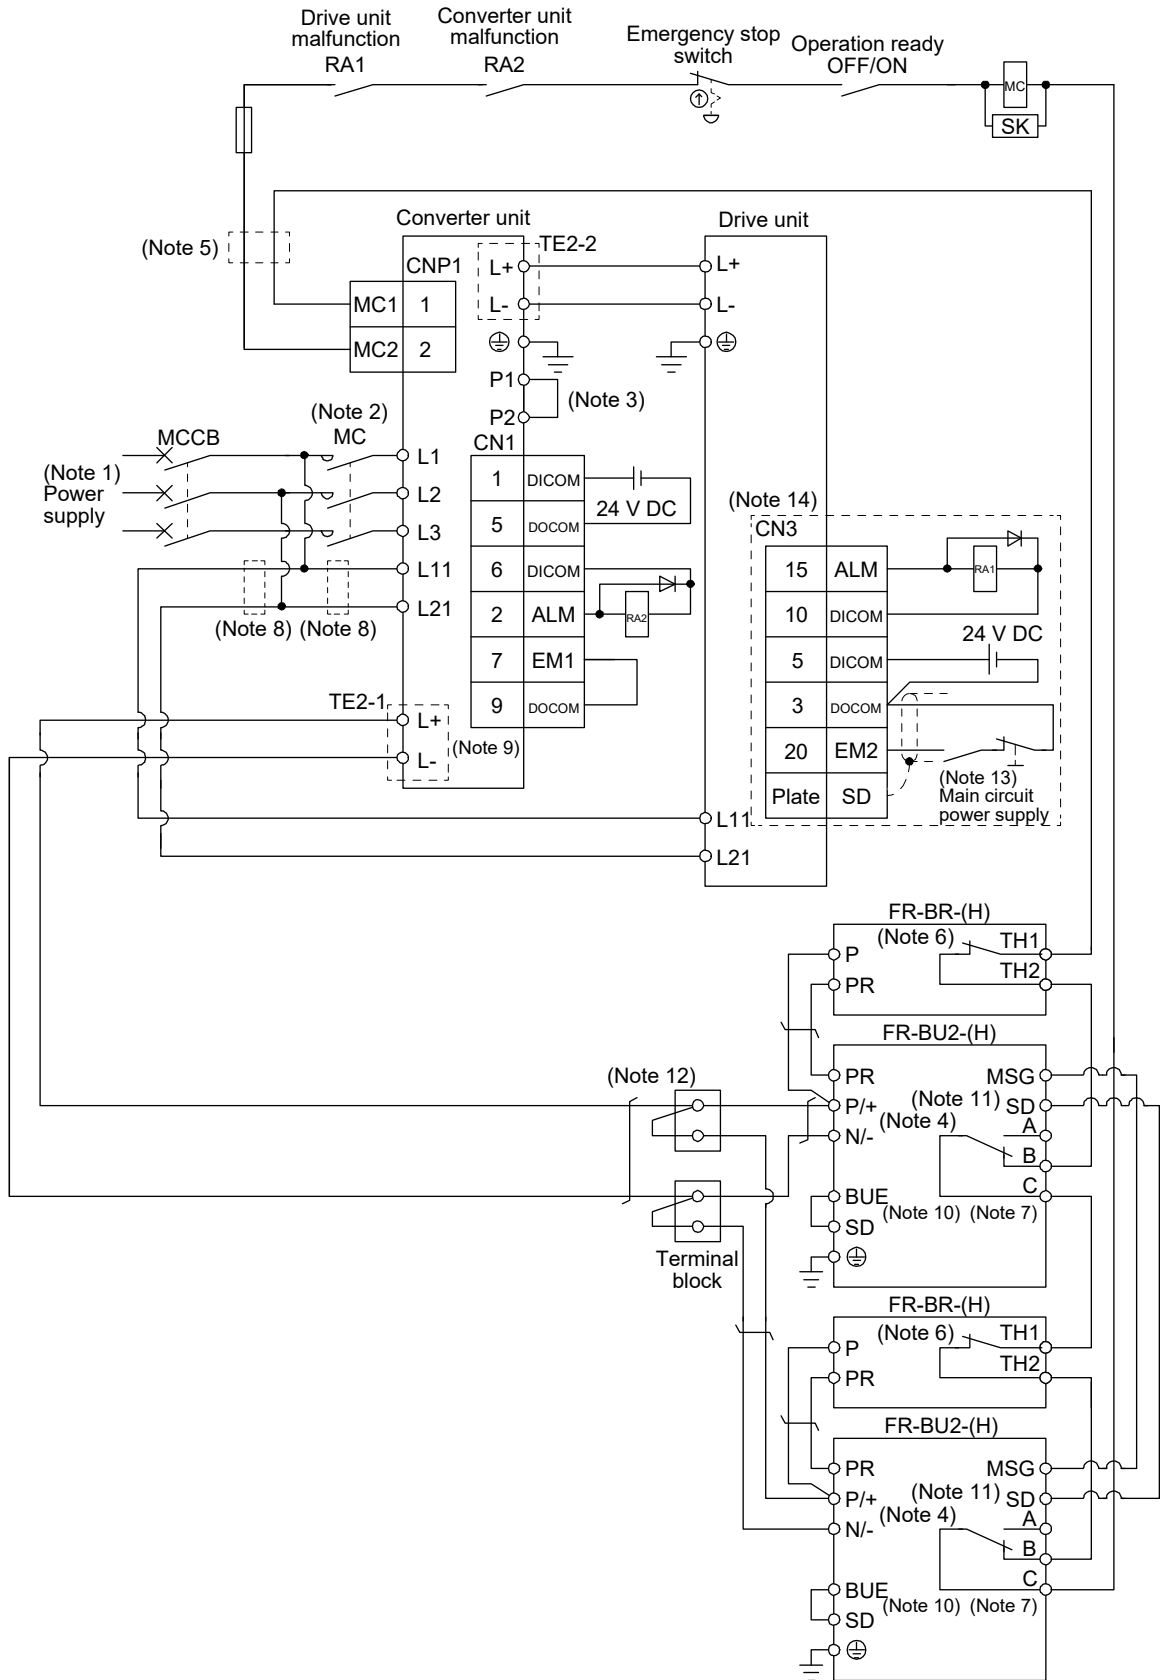 Drive unit
malfunction
RA1
Converter unit
malfunction
RA2
Emergency stop
switch
Operation ready
OFF/ON
MC
SK
(Note 5)
Converter unit
Drive unit
TE2-2
CNP1
L+
L+
MC1 1
L-
L-
MC2 2
P1
(Note 3)
P2
(Note 2)
MC
MCCB
CN1
(Note 1)
Power
supply
L1
L2
L3
L11
L21
(Note 8) (Note 8)
1 DICOM
24 V DC
5 DOCOM
6 DICOM
2 ALM
RA2
7 EM1
9 DOCOM
(Note 9)
TE2-1
L+
L-
(Note 14)
CN3
15 ALM
RA1
10 DICOM
24 V DC
5 DICOM
3 DOCOM
20 EM2
Plate SD
(Note 13)
Main circuit
power supply
L11
L21
FR-BR-(H)
(Note 6)
P
TH1
TH2
PR
FR-BU2-(H)
PR
MSG
(Note 12)
P/+
(Note 11)
SD
(Note 4)
A
N/-
B
C
BUE
(Note 10) (Note 7)
SD
Terminal
block
FR-BR-(H)
(Note 6)
P
TH1
TH2
PR
FR-BU2-(H)
PR
MSG
P/+
(Note 11)
SD
(Note 4)
A
N/-
B
C
BUE
(Note 10) (Note 7)
SD